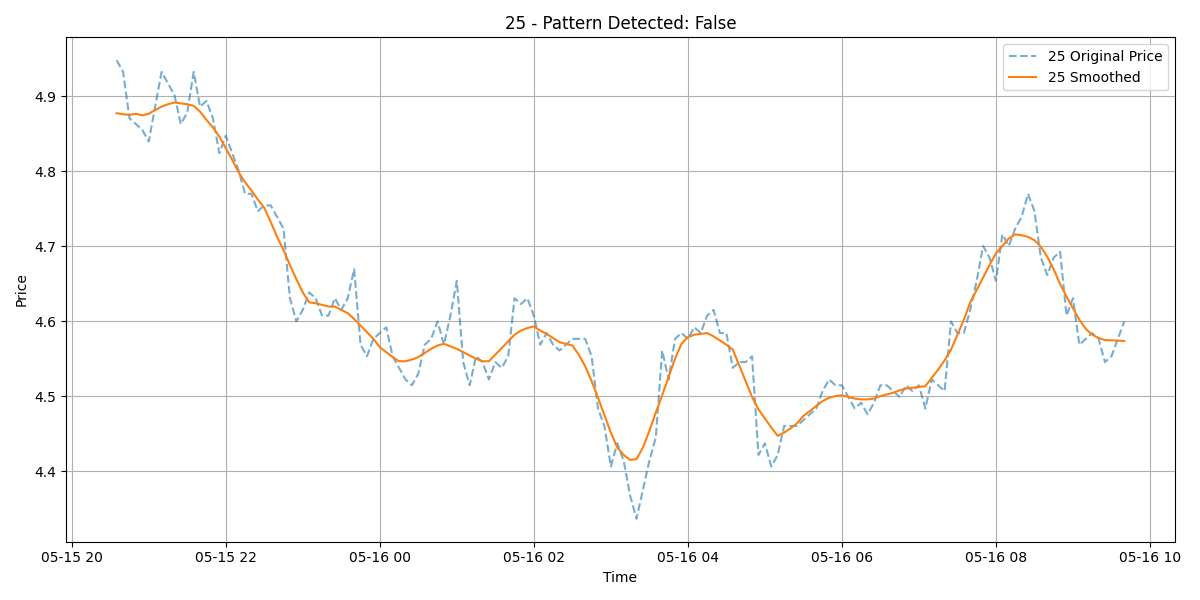 25 - Pattern Detected: False
25 Original Price
25 Smoothed
4.9
4.8
4.7
4.6
4.5
4.4
Price
05-15 20 05-15 22 05-16 00 05-16 02 05-16 04 05-16 06 05-16 08 05-16 10
Time